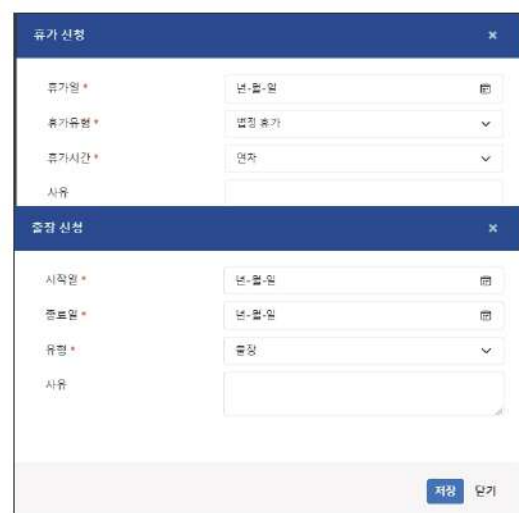 휴가 신청 ×
휴가일 * 년-월-일
휴가유형 * 법정 휴가
휴가시간 * 연차
사유
출장 신청 ×
시작일 * 년-월-일
종료일 * 년-월-일
유형 * 출장
사유
저장 닫기